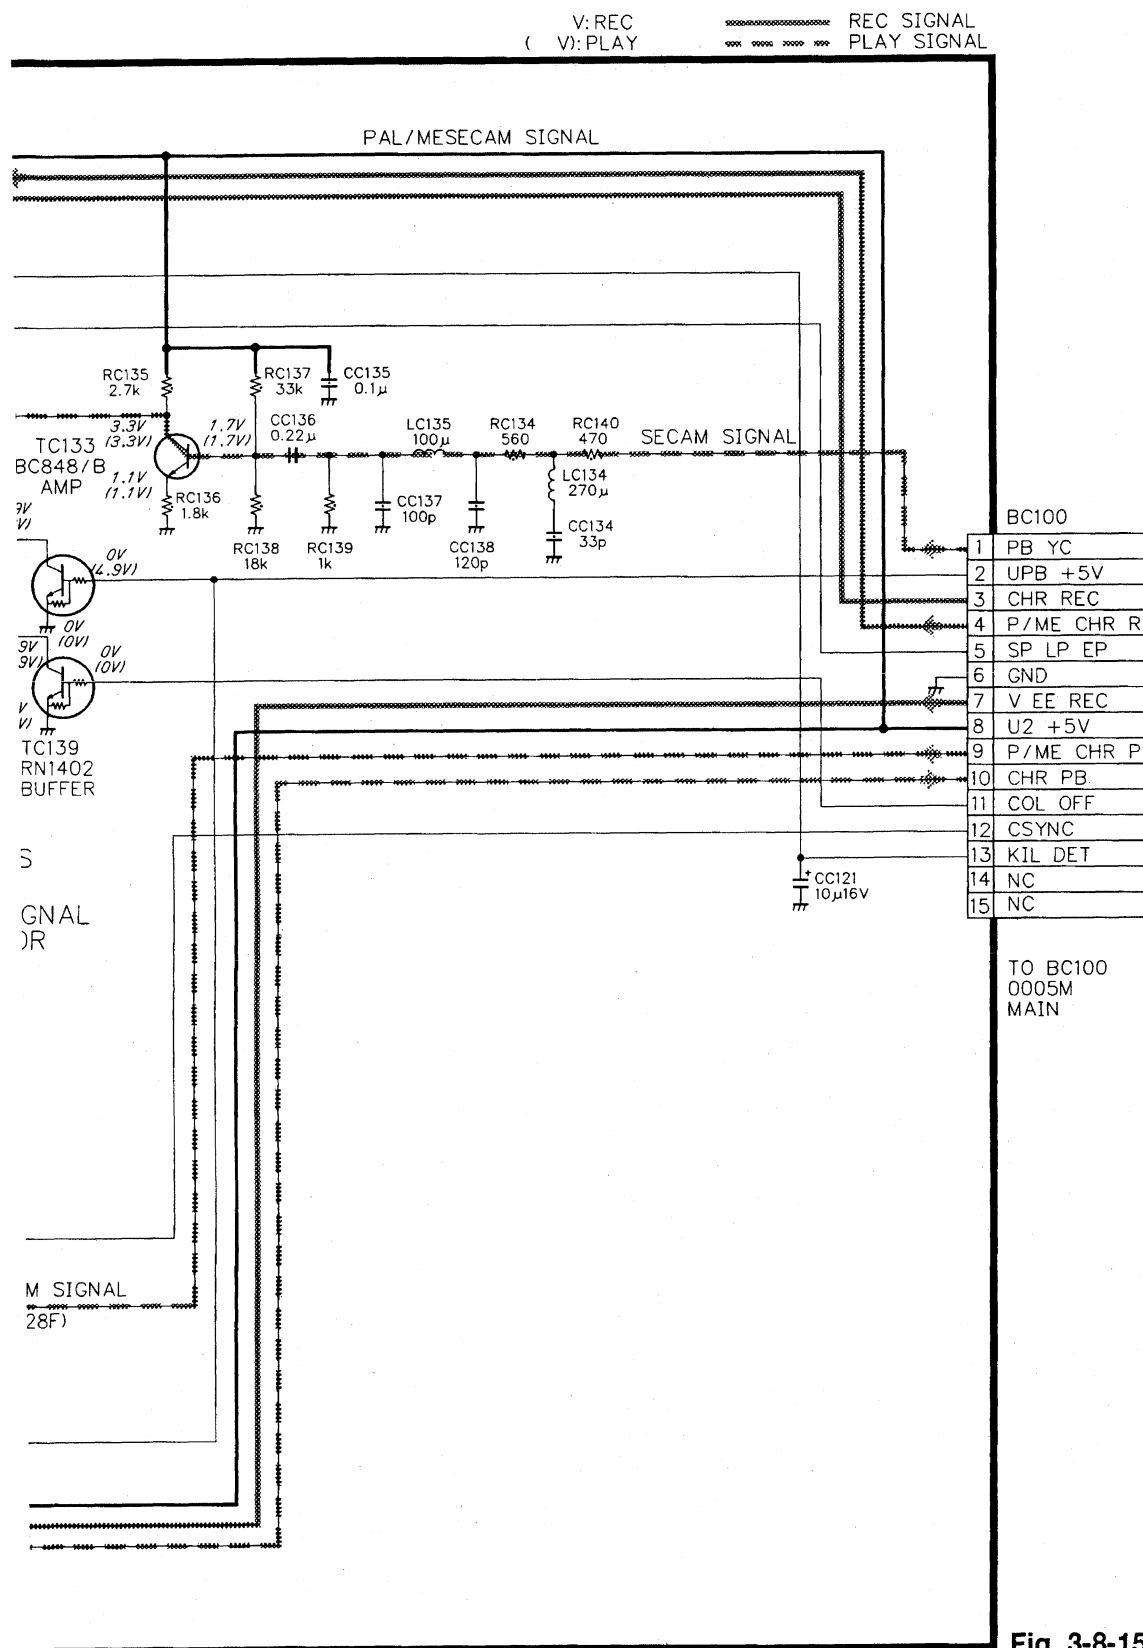 V: REC
REC SIGNAL
( V): PLAY
PLAY SIGNAL
PAL/MESECAM SIGNAL
RC135
2.7k
RC137
33k
CC135
0.1µ
3.3V
(3.3V)
1.7V
(1.7V)
CC136
0.22µ
LC135
100µ
RC134
560
RC140
470
SECAM SIGNAL
TC133
BC848/B
AMP
1.1V
(1.1V)
RC136
1.8k
CC137
100p
LC134
270µ
RC138
18k
RC139
1k
CC138
120p
CC134
33p
9V
V)
0V
(4.9V)
0V
(0V)
9V
9V)
0V
(0V)
V
V)
TC139
RN1402
BUFFER
S
GNAL
)R
BC100
1 PB YC
2 UPB +5V
3 CHR REC
4 P/ME CHR R
5 SP LP EP
6 GND
7 V EE REC
8 U2 +5V
9 P/ME CHR P
10 CHR PB
11 COL OFF
12 CSYNC
13 KIL DET
14 NC
15 NC
+
CC121
10µ16V
TO BC100
0005M
MAIN
M SIGNAL
28F)
Fig. 3-8-15